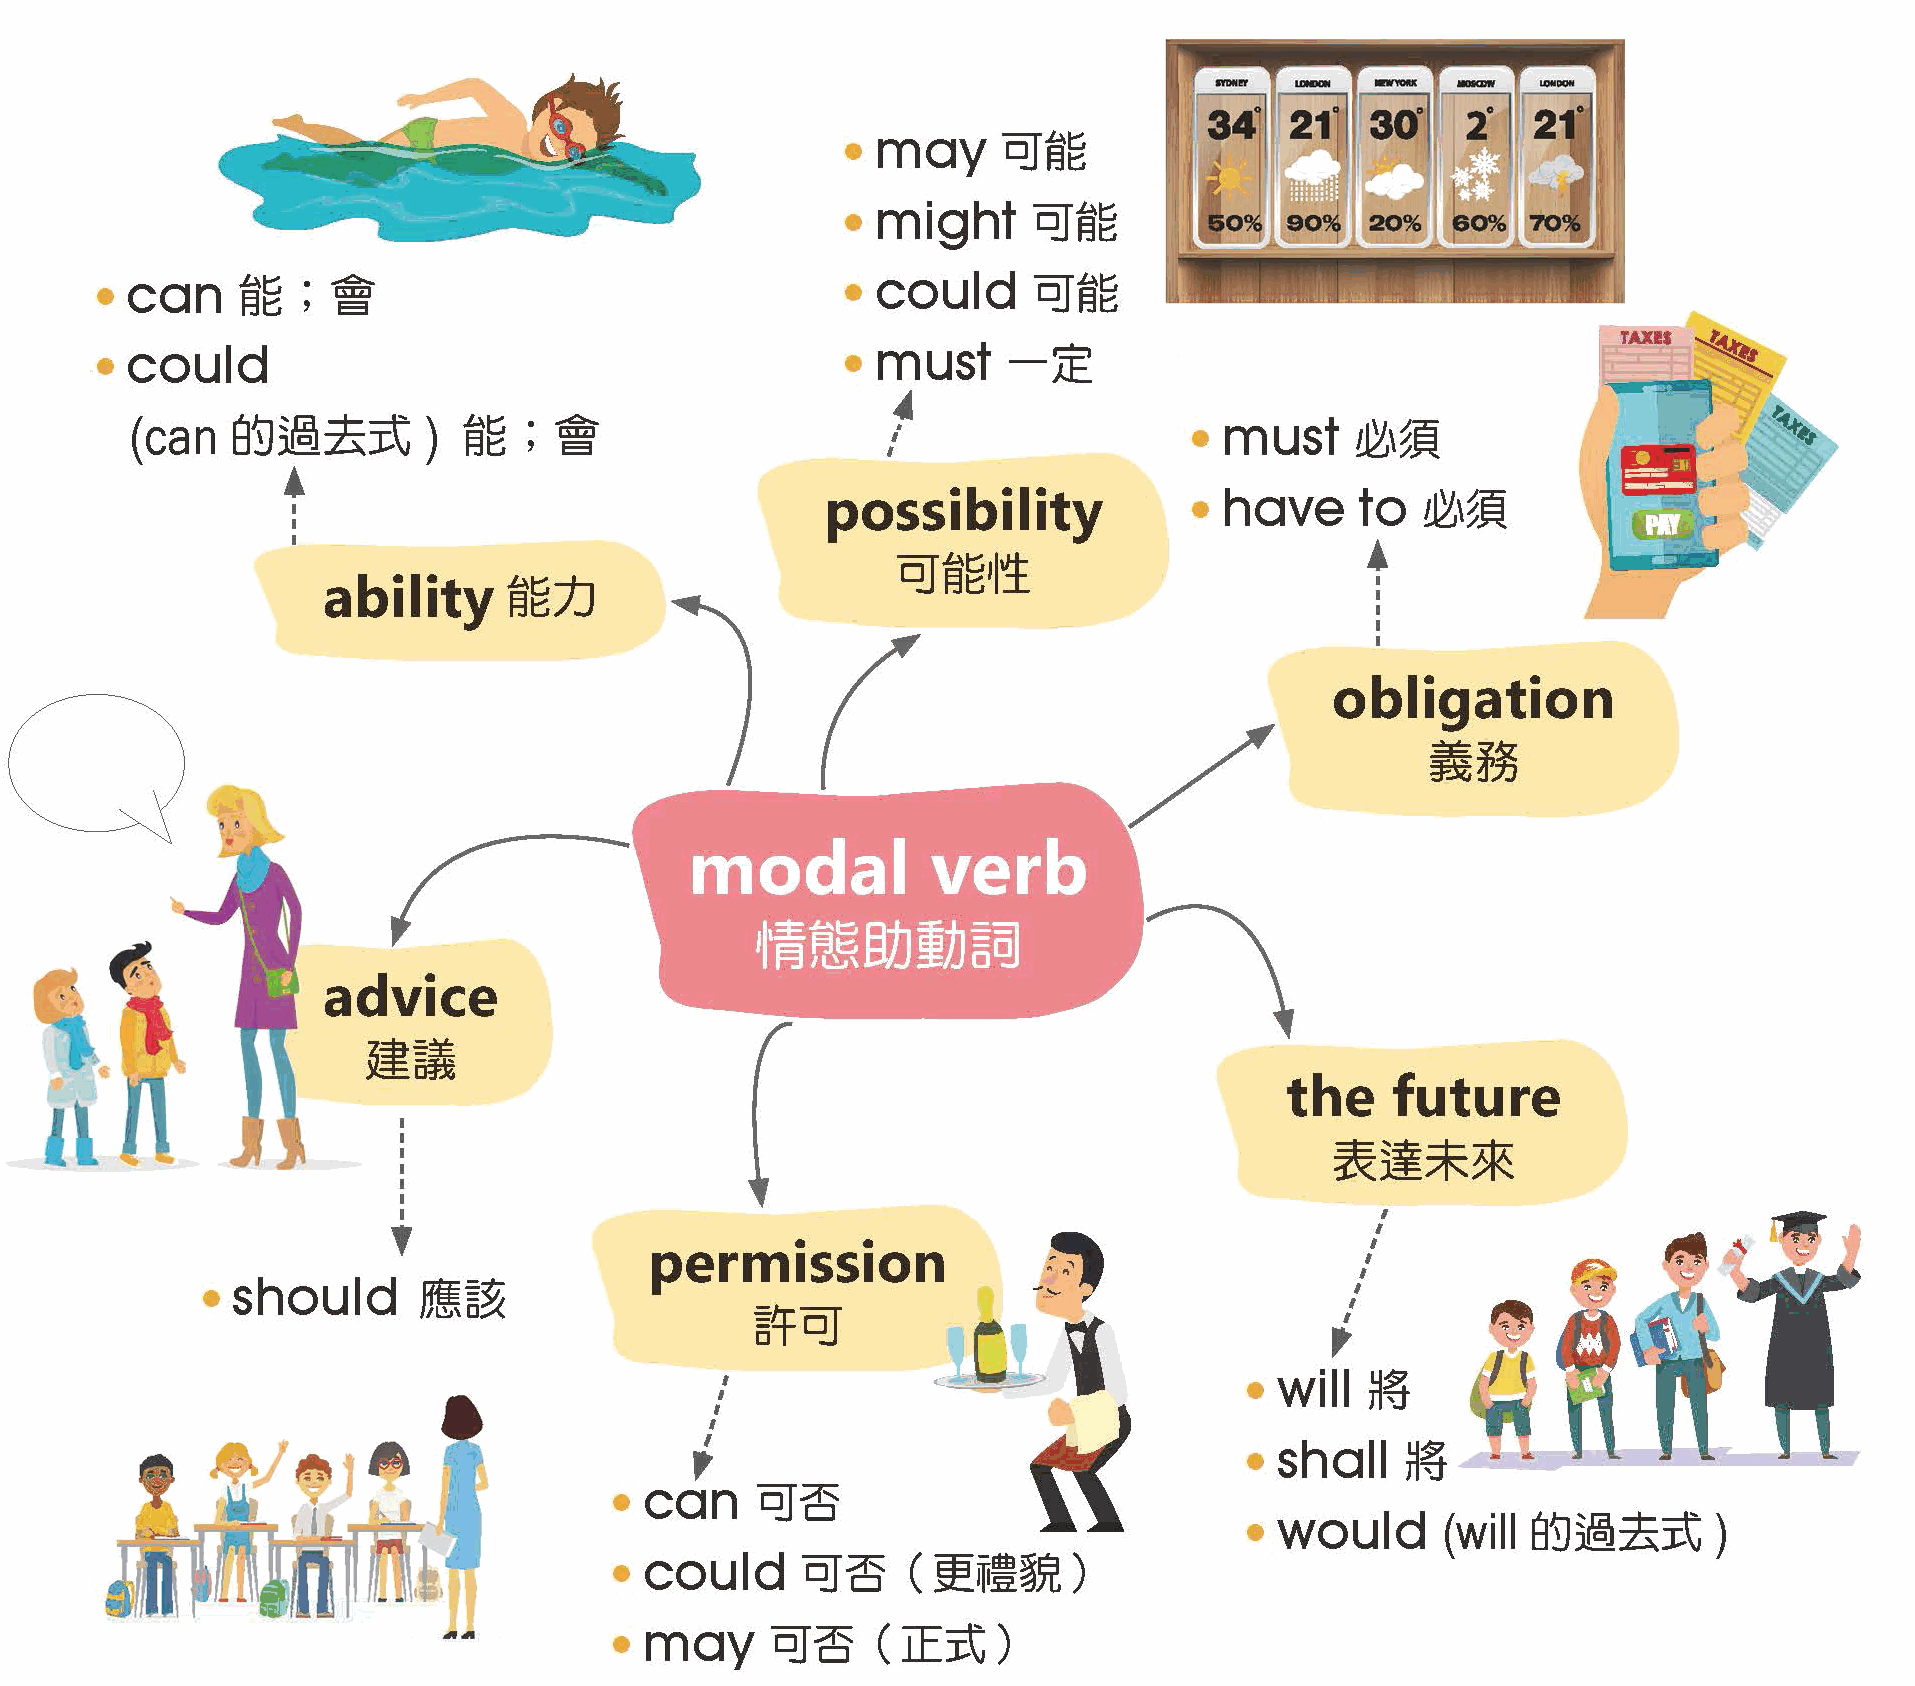 SYDNEY LONDON NEWYORK MOSCOW LONDON
34° 21° 30° 2° 21°
50% 90% 20% 60% 70%
• may 可能
• might 可能
• could 可能
• must 一定
• can 能；會
• could
(can 的過去式) 能；會
TAXES TAXES TAXES
PAY
• must 必須
• have to 必須
possibility
可能性
ability 能力
obligation
義務
modal verb
情態助動詞
advice
建議
the future
表達未來
permission
許可
• should 應該
• will 將
• shall 將
• would (will 的過去式)
• can 可否
• could 可否（更禮貌）
• may 可否（正式）